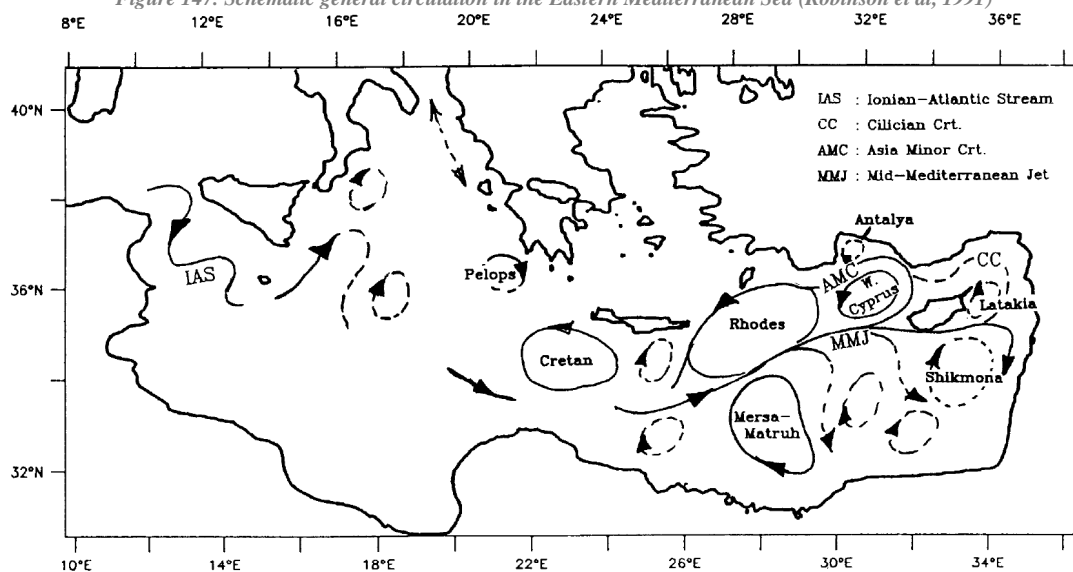 Figure 147: Schematic general circulation in the Eastern Mediterranean Sea (Robinson et al, 1991)
8°E 12°E 16°E 20°E 24°E 28°E 32°E 36°E
40°N
36°N
32°N
IAS : Ionian-Atlantic Stream
CC : Cilician Crt.
AMC : Asia Minor Crt.
MMJ : Mid-Mediterranean Jet
Antalya
CC
AMC
W.
Cyprus
Latakia
IAS
Pelops
Rhodes
MMJ
Cretan
Shikmona
Mersa-
Matruh
10°E 14°E 18°E 22°E 26°E 30°E 34°E